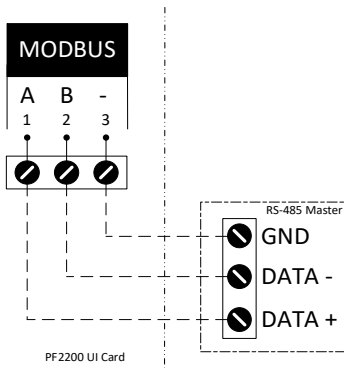 MODBUS
A B -
1 2 3
RS-485 Master
GND
DATA -
DATA +
PF2200 UI Card